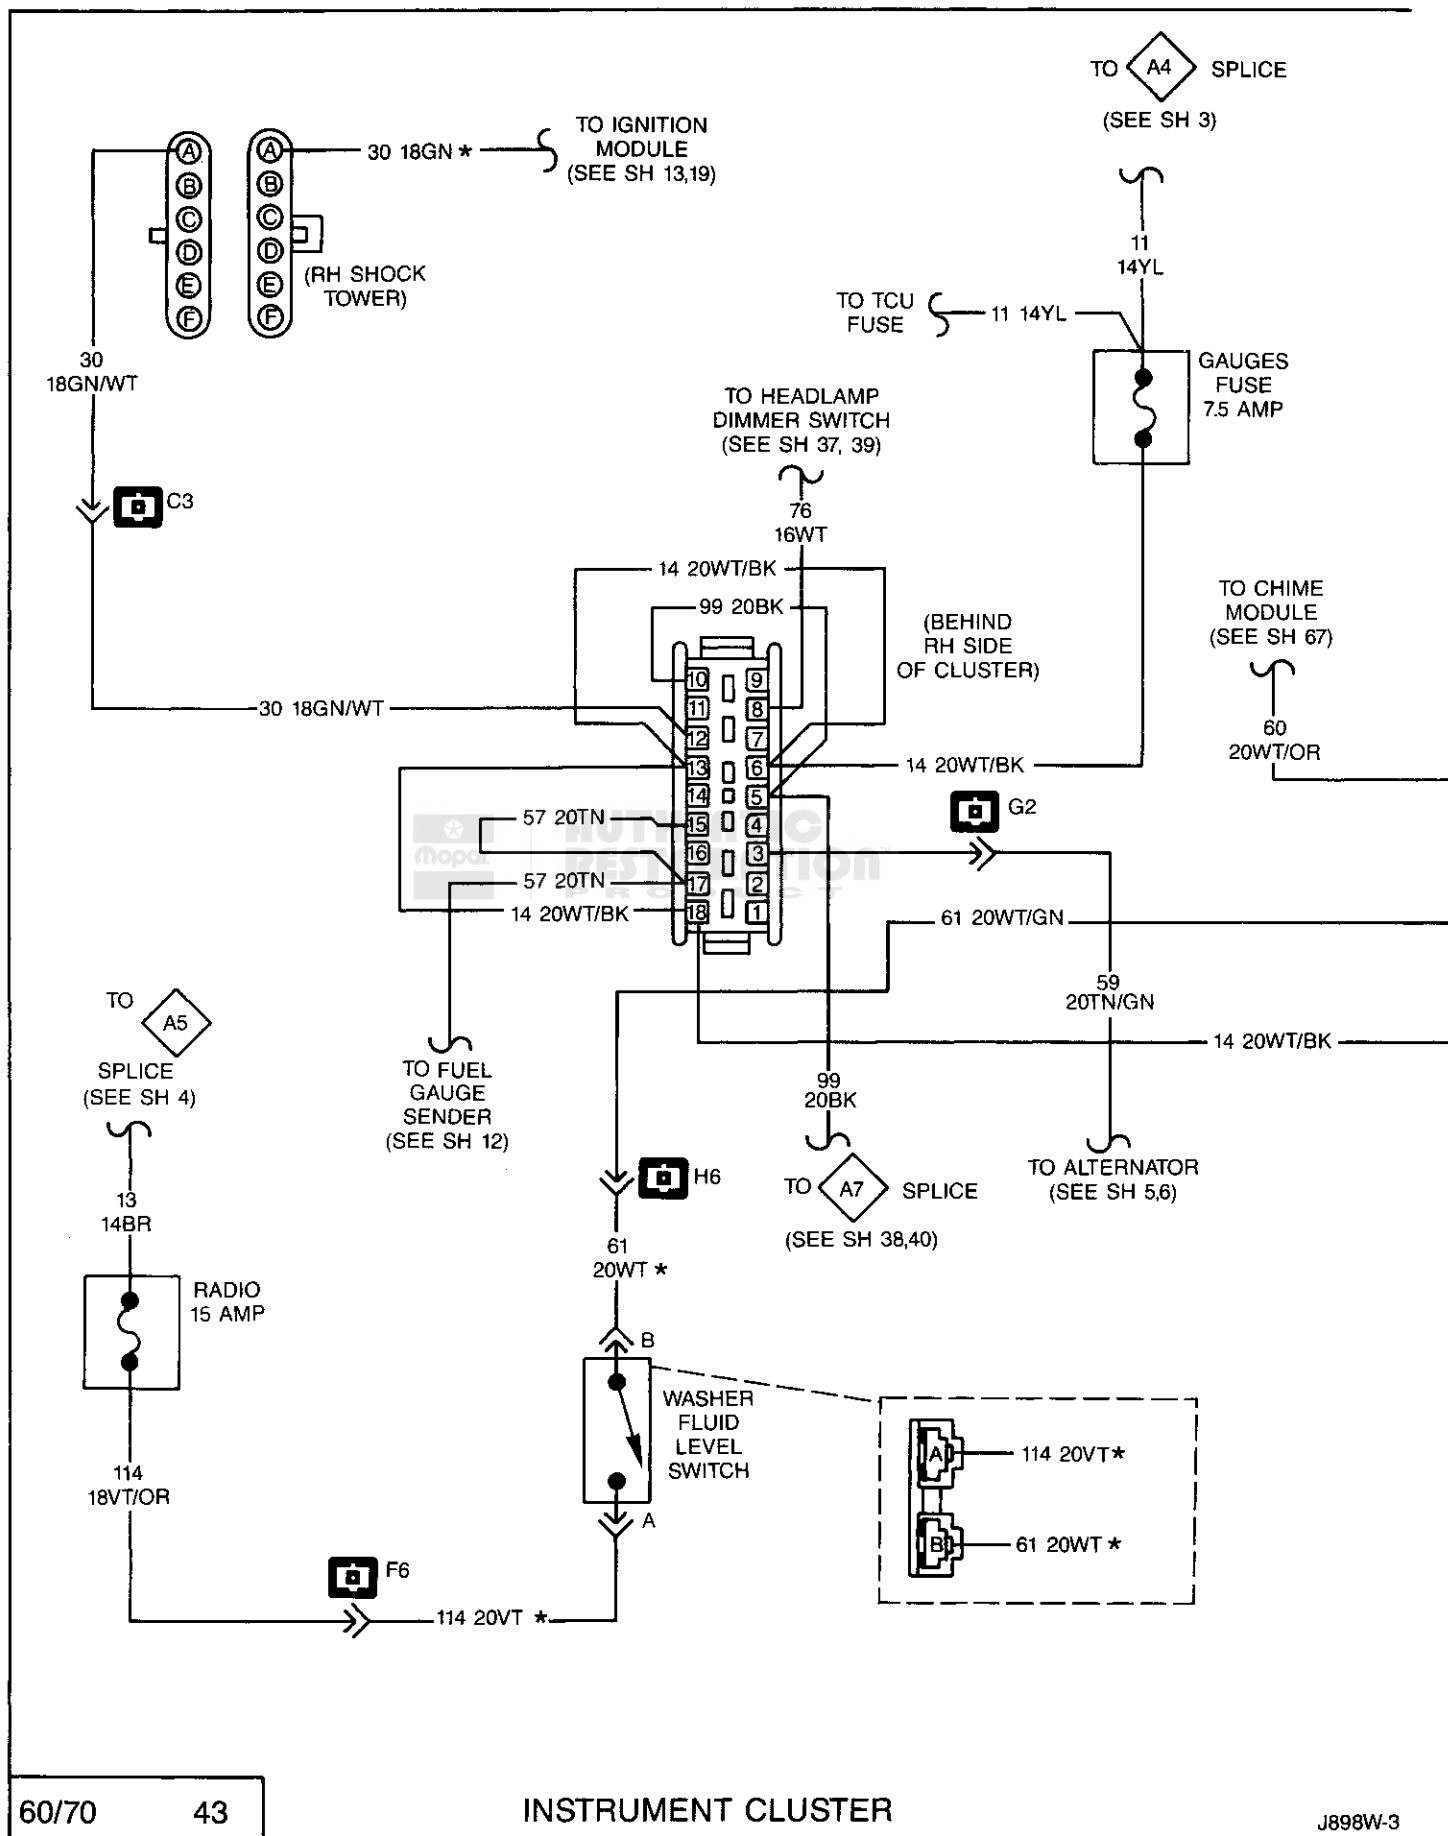 TO A4 SPLICE
(SEE SH 3)
A
B
C
D
E
F
A
B
C
D
E
F
30 18GN *
TO IGNITION
MODULE
(SEE SH 13,19)
(RH SHOCK
TOWER)
11
14YL
TO TCU
FUSE
11 14YL
GAUGES
FUSE
7.5 AMP
30
18GN/WT
TO HEADLAMP
DIMMER SWITCH
(SEE SH 37, 39)
C3
76
16WT
14 20WT/BK
99 20BK
(BEHIND
RH SIDE
OF CLUSTER)
TO CHIME
MODULE
(SEE SH 67)
60
20WT/OR
30 18GN/WT
10 9
11 8
12 7
13 6
14 5
15 4
16 3
17 2
18 1
14 20WT/BK
G2
57 20TN
57 20TN
14 20WT/BK
Mopar
AUTHENTIC
RESTORATION
PRODUCT
61 20WT/GN
59
20TN/GN
14 20WT/BK
TO A5
SPLICE
(SEE SH 4)
TO FUEL
GAUGE
SENDER
(SEE SH 12)
99
20BK
TO A7 SPLICE
(SEE SH 38,40)
TO ALTERNATOR
(SEE SH 5,6)
H6
13
14BR
61
20WT *
RADIO
15 AMP
B
WASHER
FLUID
LEVEL
SWITCH
A
A 114 20VT *
B 61 20WT *
114
18VT/OR
F6
114 20VT *
60/70 43
INSTRUMENT CLUSTER
J898W-3